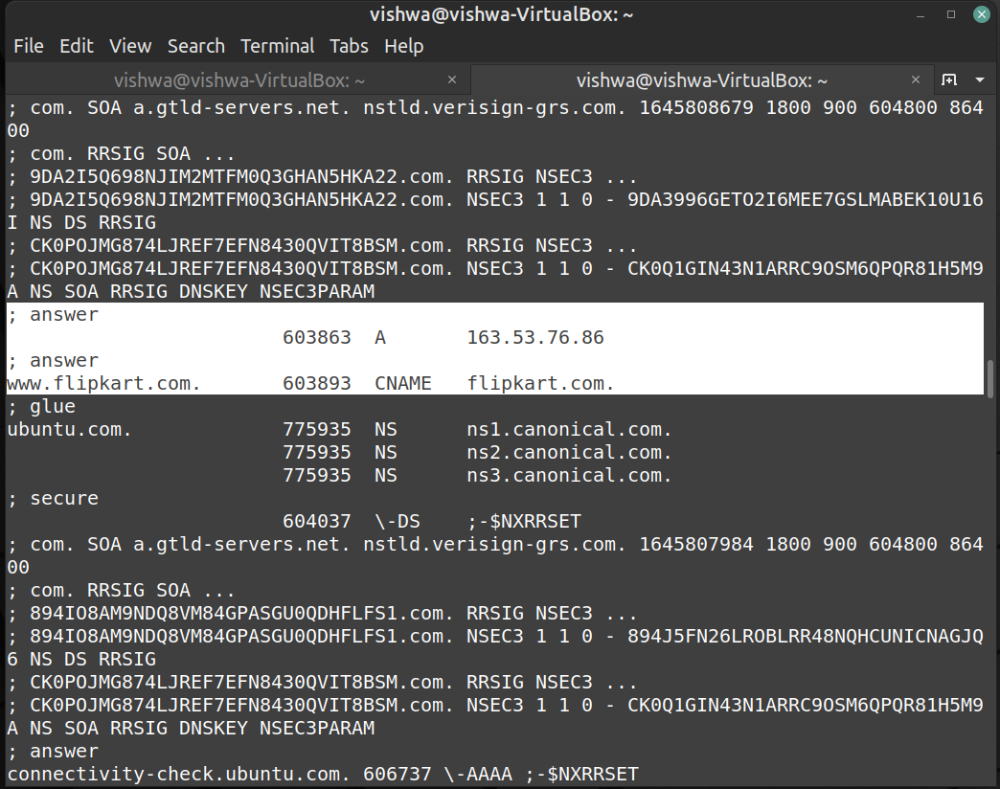 vishwa@vishwa-VirtualBox: ~
File Edit View Search Terminal Tabs Help
vishwa@vishwa-VirtualBox: ~ × vishwa@vishwa-VirtualBox: ~ ×
; com. SOA a.gtld-servers.net. nstld.verisign-grs.com. 1645808679 1800 900 604800 864
00
; com. RRSIG SOA ...
; 9DA2I5Q698NJIM2MTFM0Q3GHAN5HKA22.com. RRSIG NSEC3 ...
; 9DA2I5Q698NJIM2MTFM0Q3GHAN5HKA22.com. NSEC3 1 1 0 - 9DA3996GETO2I6MEE7GSLMABEK10U16
I NS DS RRSIG
; CK0POJMG874LJREF7EFN8430QVIT8BSM.com. RRSIG NSEC3 ...
; CK0POJMG874LJREF7EFN8430QVIT8BSM.com. NSEC3 1 1 0 - CK0Q1GIN43N1ARRC9OSM6QPQR81H5M9
A NS SOA RRSIG DNSKEY NSEC3PARAM
; answer
603863 A 163.53.76.86
; answer
www.flipkart.com. 603893 CNAME flipkart.com.
; glue
ubuntu.com. 775935 NS ns1.canonical.com.
775935 NS ns2.canonical.com.
775935 NS ns3.canonical.com.
; secure
604037 \-DS ;-$NXRRSET
; com. SOA a.gtld-servers.net. nstld.verisign-grs.com. 1645807984 1800 900 604800 864
00
; com. RRSIG SOA ...
; 894IO8AM9NDQ8VM84GPASGU0QDHFLFS1.com. RRSIG NSEC3 ...
; 894IO8AM9NDQ8VM84GPASGU0QDHFLFS1.com. NSEC3 1 1 0 - 894J5FN26LROBLRR48NQHCUNICNAGJQ
6 NS DS RRSIG
; CK0POJMG874LJREF7EFN8430QVIT8BSM.com. RRSIG NSEC3 ...
; CK0POJMG874LJREF7EFN8430QVIT8BSM.com. NSEC3 1 1 0 - CK0Q1GIN43N1ARRC9OSM6QPQR81H5M9
A NS SOA RRSIG DNSKEY NSEC3PARAM
; answer
connectivity-check.ubuntu.com. 606737 \-AAAA ;-$NXRRSET